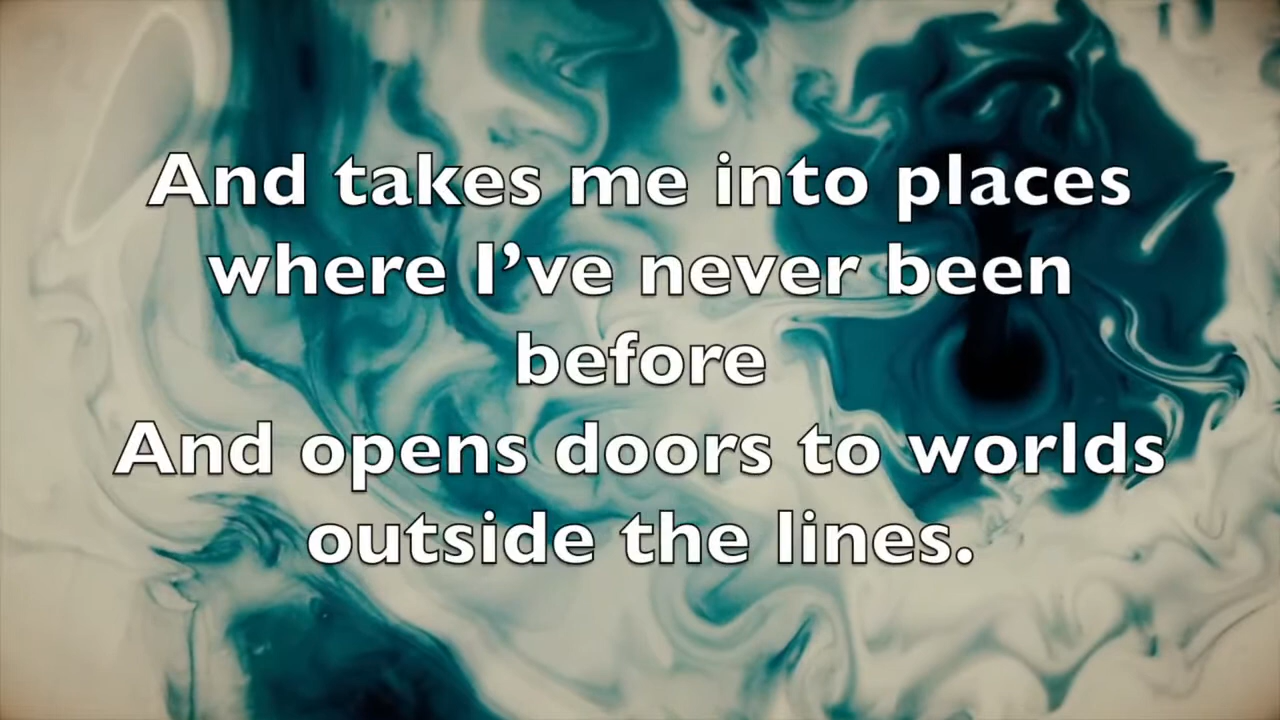 And takes me into places
where I’ve never been
before
And opens doors to worlds
outside the lines.